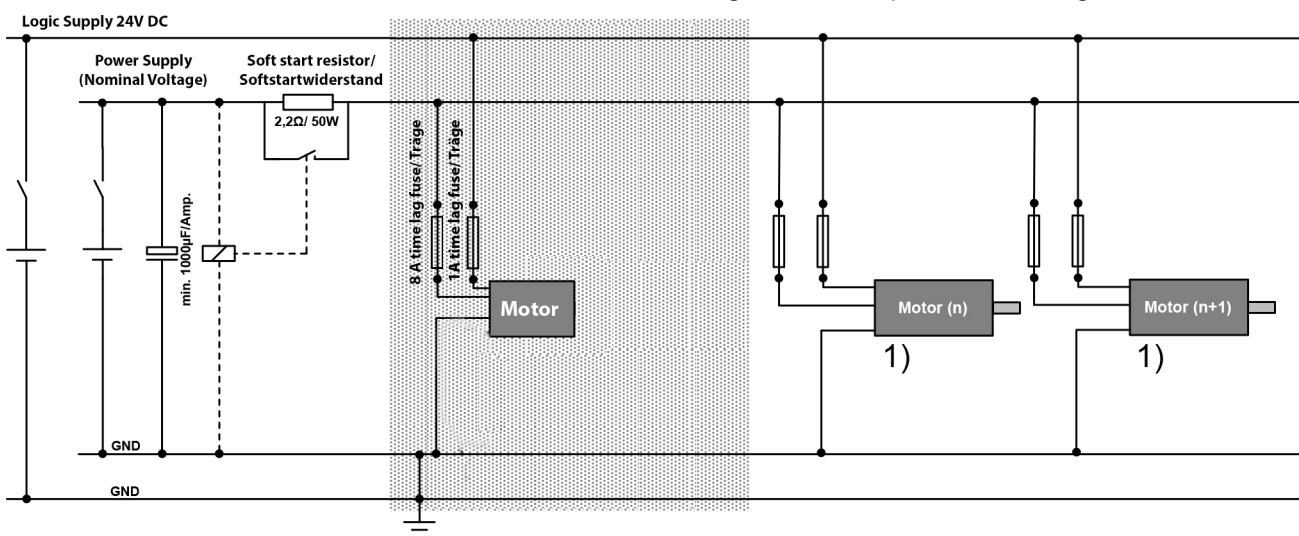 Logic Supply 24V DC
Power Supply
(Nominal Voltage)
Soft start resistor/
Softstartwiderstand
2,2Ω/ 50W
8 A time lag fuse/Träge
1A time lag fuse/Träge
min. 1000µF/Amp.
Motor
Motor (n)
Motor (n+1)
1)
1)
GND
GND